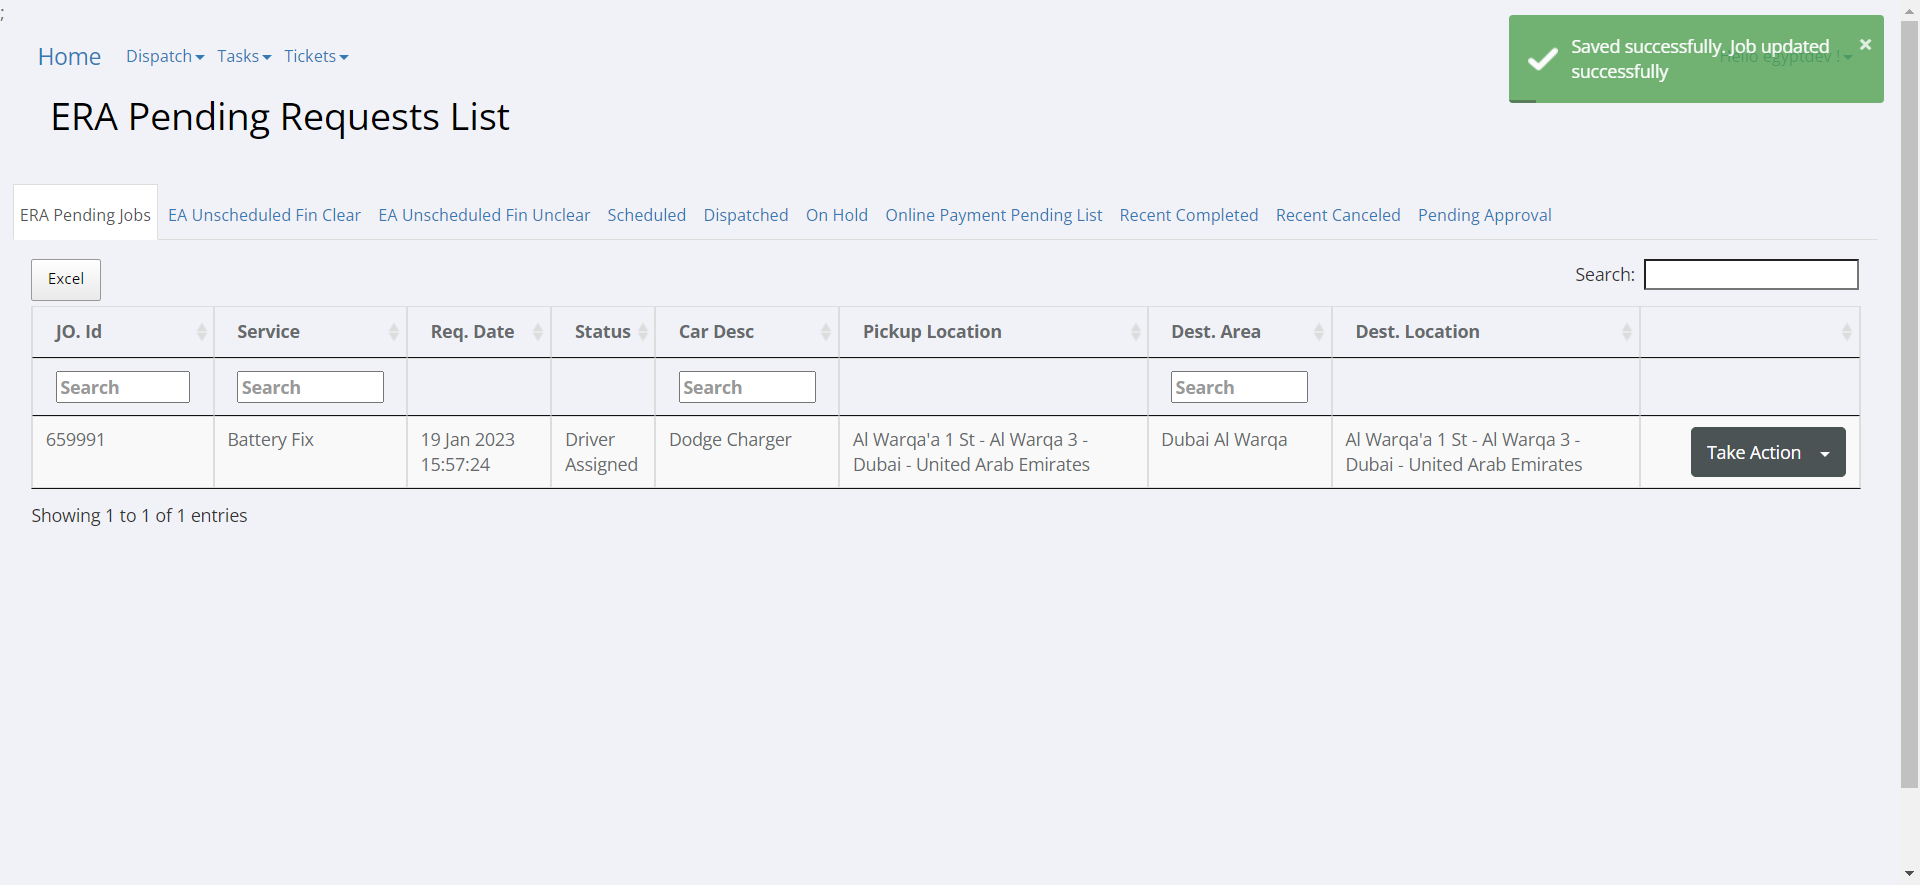 ;
Home Dispatch Tasks Tickets
Saved successfully. Job updated
successfully
×
Hello egyptdev !
ERA Pending Requests List
ERA Pending Jobs EA Unscheduled Fin Clear EA Unscheduled Fin Unclear Scheduled Dispatched On Hold Online Payment Pending List Recent Completed Recent Canceled Pending Approval
Excel Search:
JO. Id Service Req. Date Status Car Desc Pickup Location Dest. Area Dest. Location
Search Search Search Search
659991 Battery Fix 19 Jan 2023 Driver Dodge Charger Al Warqa'a 1 St - Al Warqa 3 - Dubai Al Warqa Al Warqa'a 1 St - Al Warqa 3 - Take Action
15:57:24 Assigned Dubai - United Arab Emirates Dubai - United Arab Emirates
Showing 1 to 1 of 1 entries